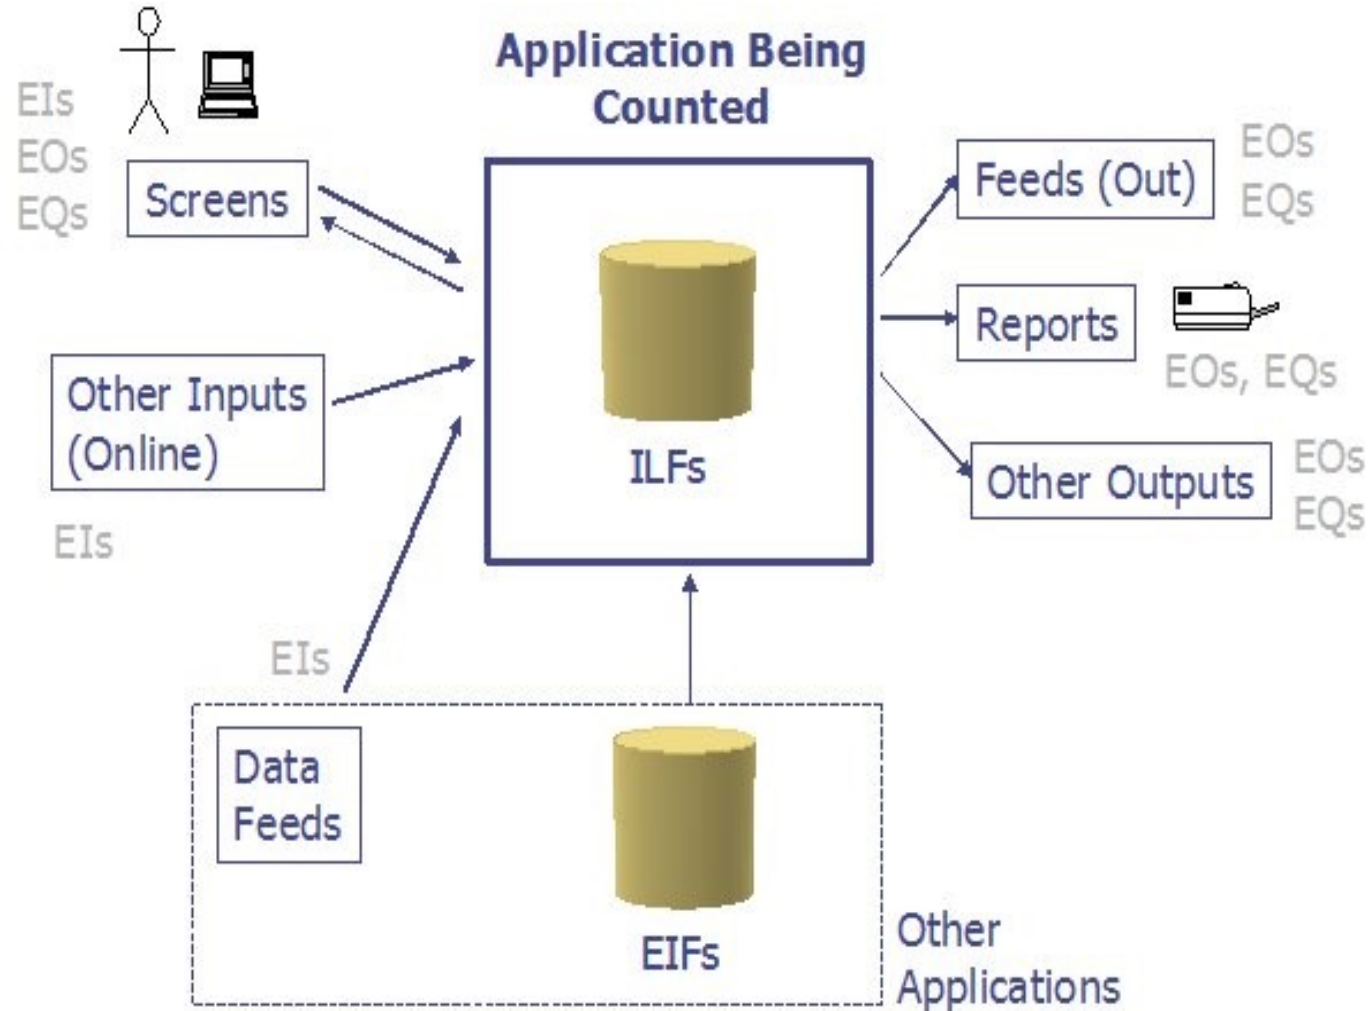 Application Being
Counted
EIs
EOs
EQs
Screens
Other Inputs
(Online)
EIs
EIs
ILFs
Feeds (Out)
EOs
EQs
Reports
EOs, EQs
Other Outputs
EOs
EQs
Data
Feeds
EIFs
Other
Applications